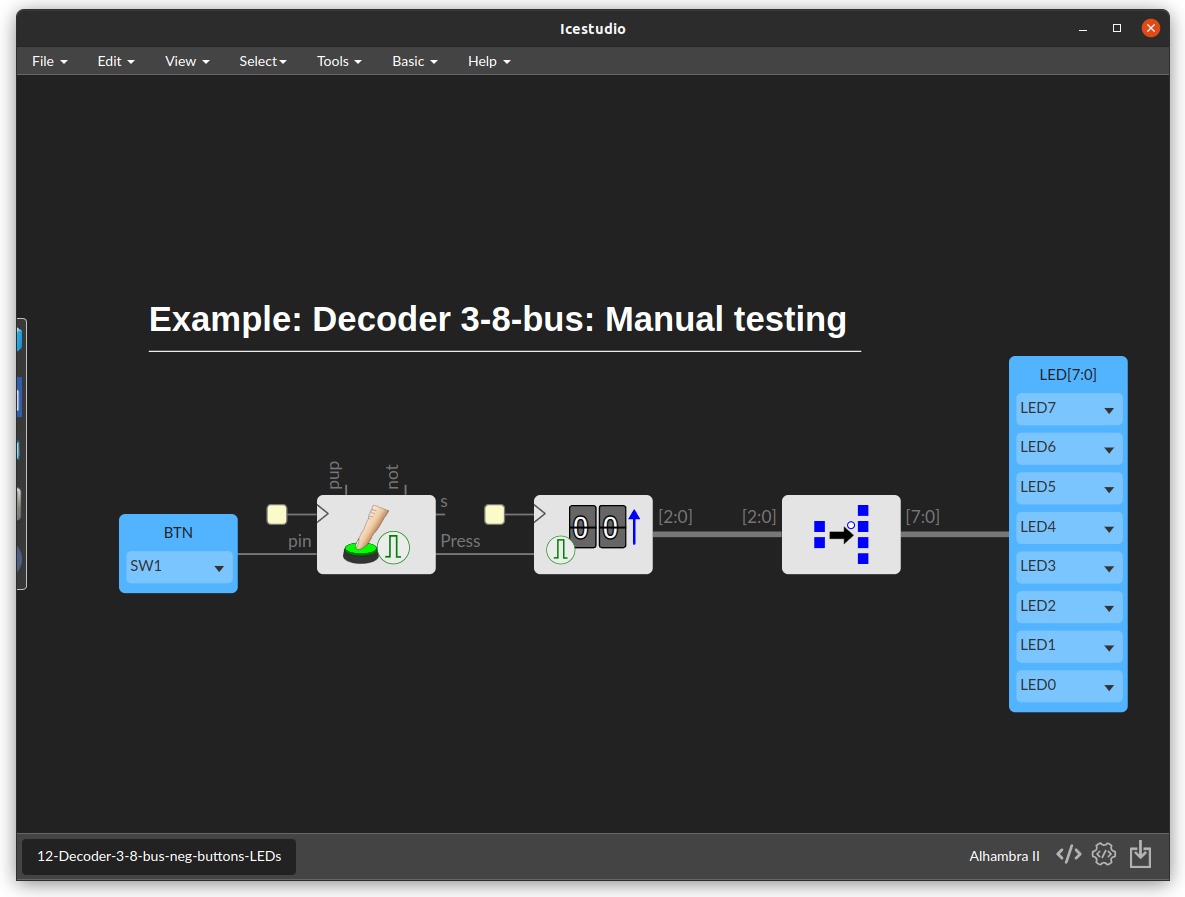 Icestudio
File Edit View Select Tools Basic Help
Example: Decoder 3-8-bus: Manual testing
BTN
SW1
pup
not
pin
s
Press
00
[2:0]
[2:0]
[7:0]
LED[7:0]
LED7
LED6
LED5
LED4
LED3
LED2
LED1
LED0
12-Decoder-3-8-bus-neg-buttons-LEDs
Alhambra II